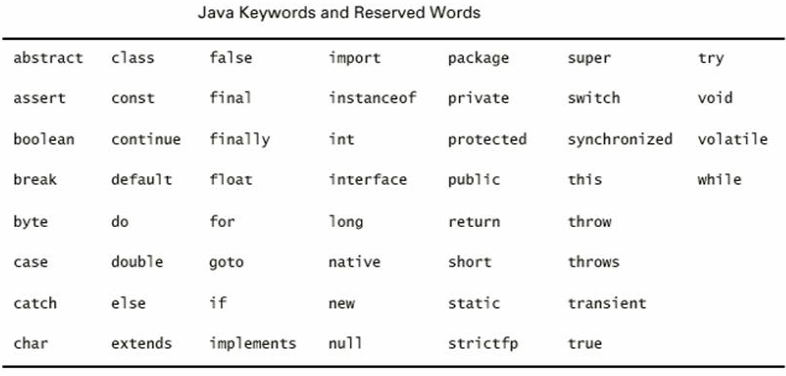 Java Keywords and Reserved Words
abstract class false import package super try
assert const final instanceof private switch void
boolean continue finally int protected synchronized volatile
break default float interface public this while
byte do for long return throw
case double goto native short throws
catch else if new static transient
char extends implements null strictfp true